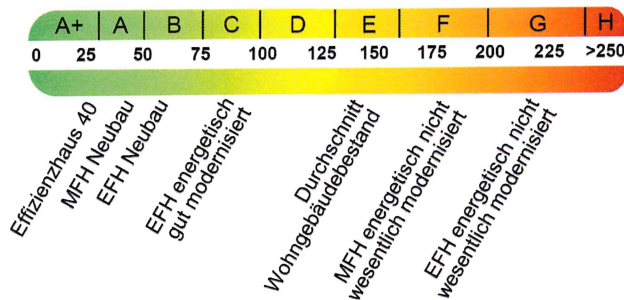 A+ A B C D E F G H
0 25 50 75 100 125 150 175 200 225 >250
Effizienzhaus 40
MFH Neubau
EFH Neubau
EFH energetisch
gut modernisiert
Durchschnitt
Wohngebäudebestand
MFH energetisch nicht
wesentlich modernisiert
EFH energetisch nicht
wesentlich modernisiert